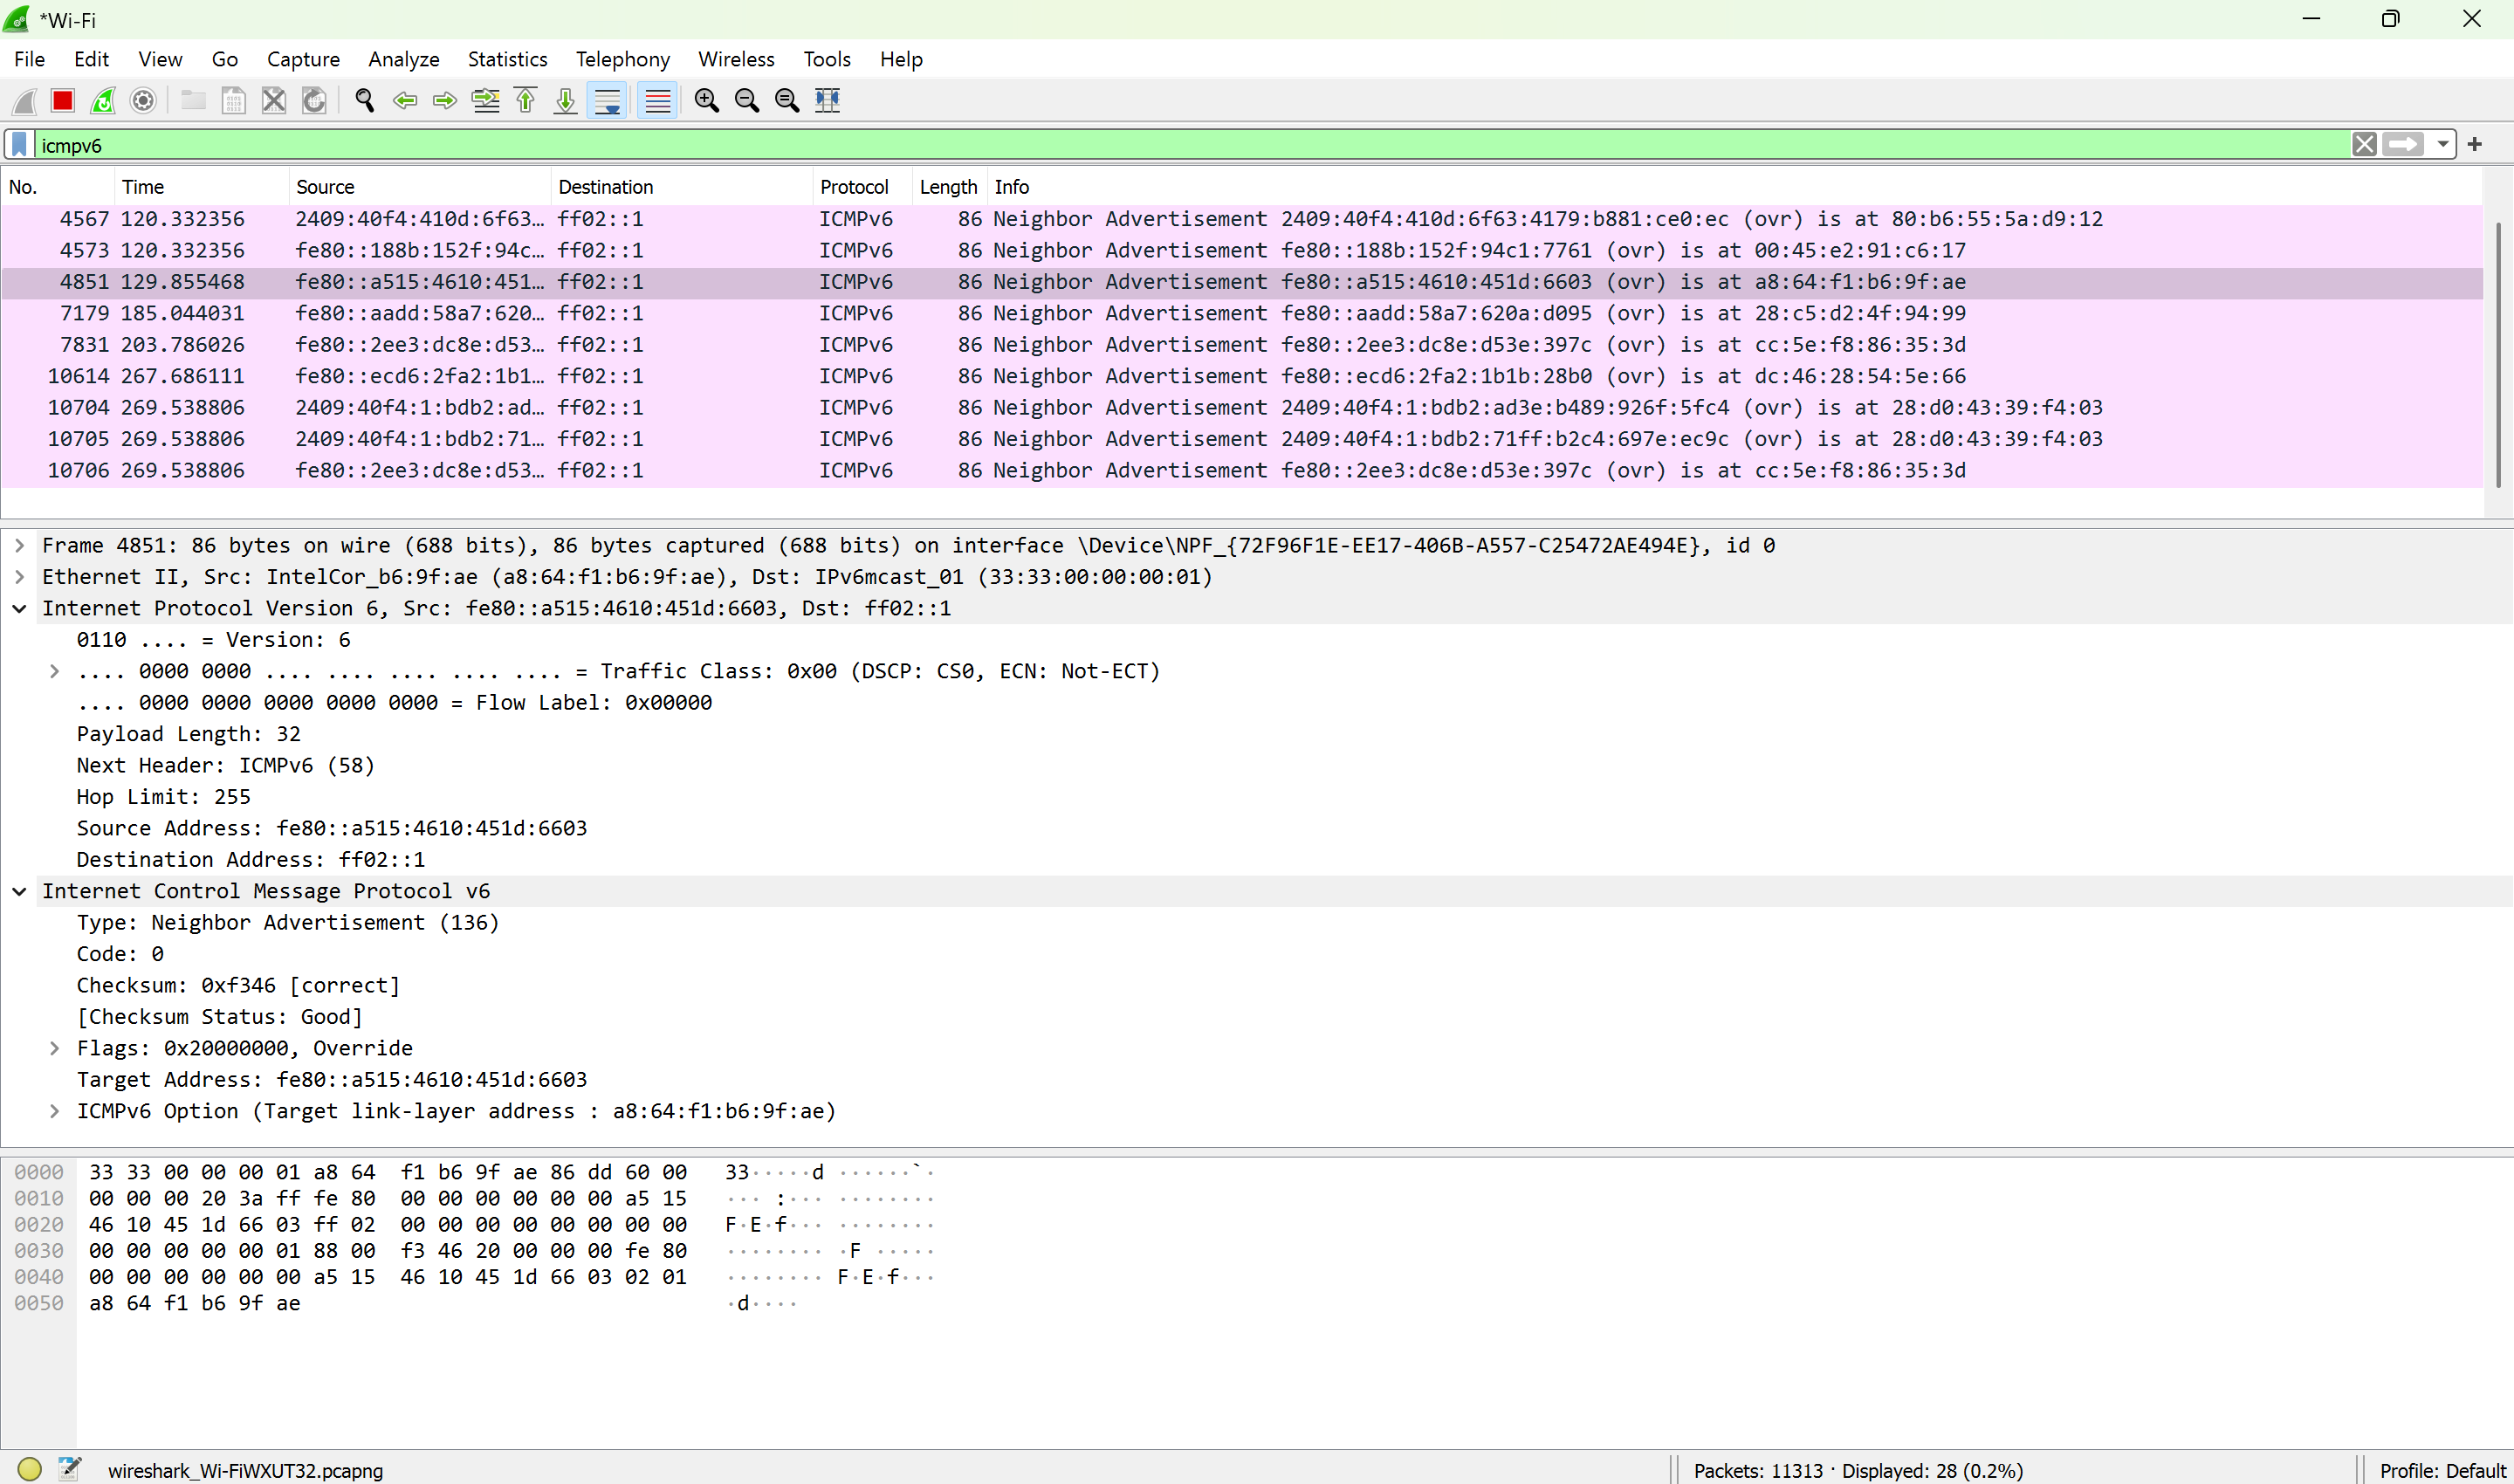 *Wi-Fi
File Edit View Go Capture Analyze Statistics Telephony Wireless Tools Help
icmpv6
No. Time Source Destination Protocol Length Info
4567 120.332356 2409:40f4:410d:6f63… ff02::1 ICMPv6 86 Neighbor Advertisement 2409:40f4:410d:6f63:4179:b881:ce0:ec (ovr) is at 80:b6:55:5a:d9:12
4573 120.332356 fe80::188b:152f:94c… ff02::1 ICMPv6 86 Neighbor Advertisement fe80::188b:152f:94c1:7761 (ovr) is at 00:45:e2:91:c6:17
4851 129.855468 fe80::a515:4610:451… ff02::1 ICMPv6 86 Neighbor Advertisement fe80::a515:4610:451d:6603 (ovr) is at a8:64:f1:b6:9f:ae
7179 185.044031 fe80::aadd:58a7:620… ff02::1 ICMPv6 86 Neighbor Advertisement fe80::aadd:58a7:620a:d095 (ovr) is at 28:c5:d2:4f:94:99
7831 203.786026 fe80::2ee3:dc8e:d53… ff02::1 ICMPv6 86 Neighbor Advertisement fe80::2ee3:dc8e:d53e:397c (ovr) is at cc:5e:f8:86:35:3d
10614 267.686111 fe80::ecd6:2fa2:1b1… ff02::1 ICMPv6 86 Neighbor Advertisement fe80::ecd6:2fa2:1b1b:28b0 (ovr) is at dc:46:28:54:5e:66
10704 269.538806 2409:40f4:1:bdb2:ad… ff02::1 ICMPv6 86 Neighbor Advertisement 2409:40f4:1:bdb2:ad3e:b489:926f:5fc4 (ovr) is at 28:d0:43:39:f4:03
10705 269.538806 2409:40f4:1:bdb2:71… ff02::1 ICMPv6 86 Neighbor Advertisement 2409:40f4:1:bdb2:71ff:b2c4:697e:ec9c (ovr) is at 28:d0:43:39:f4:03
10706 269.538806 fe80::2ee3:dc8e:d53… ff02::1 ICMPv6 86 Neighbor Advertisement fe80::2ee3:dc8e:d53e:397c (ovr) is at cc:5e:f8:86:35:3d
Frame 4851: 86 bytes on wire (688 bits), 86 bytes captured (688 bits) on interface \Device\NPF_{72F96F1E-EE17-406B-A557-C25472AE494E}, id 0
Ethernet II, Src: IntelCor_b6:9f:ae (a8:64:f1:b6:9f:ae), Dst: IPv6mcast_01 (33:33:00:00:00:01)
Internet Protocol Version 6, Src: fe80::a515:4610:451d:6603, Dst: ff02::1
0110 .... = Version: 6
.... 0000 0000 .... .... .... .... .... = Traffic Class: 0x00 (DSCP: CS0, ECN: Not-ECT)
.... 0000 0000 0000 0000 0000 = Flow Label: 0x00000
Payload Length: 32
Next Header: ICMPv6 (58)
Hop Limit: 255
Source Address: fe80::a515:4610:451d:6603
Destination Address: ff02::1
Internet Control Message Protocol v6
Type: Neighbor Advertisement (136)
Code: 0
Checksum: 0xf346 [correct]
[Checksum Status: Good]
Flags: 0x20000000, Override
Target Address: fe80::a515:4610:451d:6603
ICMPv6 Option (Target link-layer address : a8:64:f1:b6:9f:ae)
0000 33 33 00 00 00 01 a8 64 f1 b6 9f ae 86 dd 60 00 33·····d ······`·
0010 00 00 00 20 3a ff fe 80 00 00 00 00 00 00 a5 15 ··· :··· ········
0020 46 10 45 1d 66 03 ff 02 00 00 00 00 00 00 00 00 F·E·f··· ········
0030 00 00 00 00 00 01 88 00 f3 46 20 00 00 00 fe 80 ········ ·F ·····
0040 00 00 00 00 00 00 a5 15 46 10 45 1d 66 03 02 01 ········ F·E·f···
0050 a8 64 f1 b6 9f ae ·d····
wireshark_Wi-FiWXUT32.pcapng Packets: 11313 · Displayed: 28 (0.2%) Profile: Default